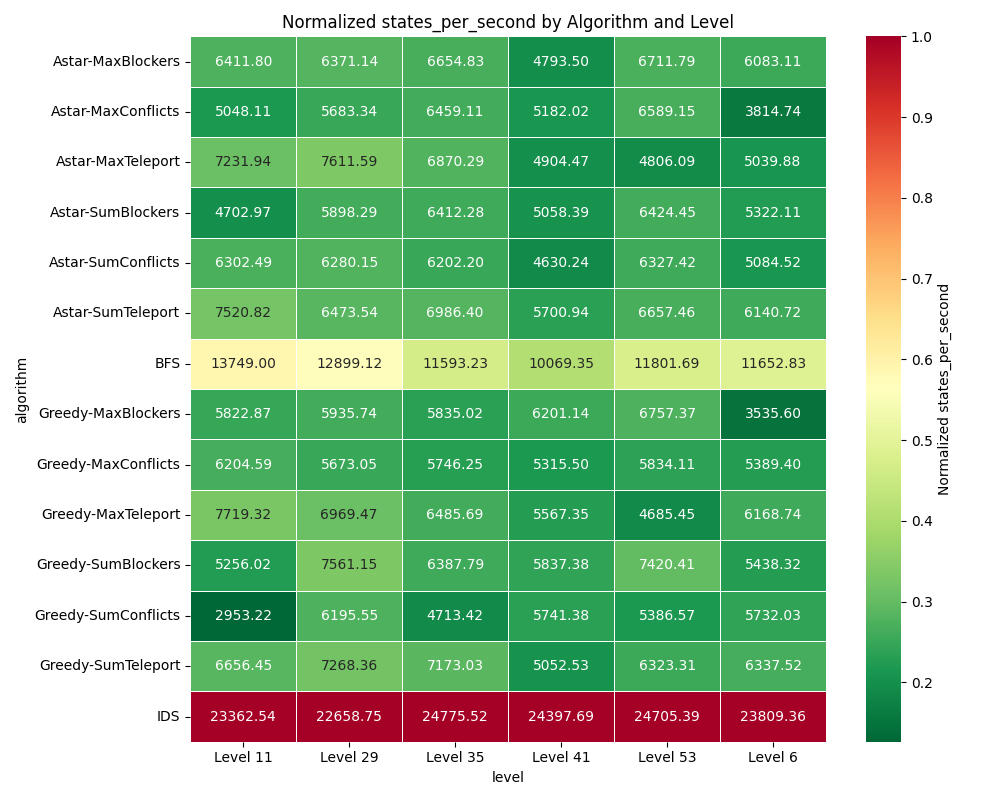 Normalized states_per_second by Algorithm and Level
algorithm
Astar-MaxBlockers 6411.80 6371.14 6654.83 4793.50 6711.79 6083.11
Astar-MaxConflicts 5048.11 5683.34 6459.11 5182.02 6589.15 3814.74
Astar-MaxTeleport 7231.94 7611.59 6870.29 4904.47 4806.09 5039.88
Astar-SumBlockers 4702.97 5898.29 6412.28 5058.39 6424.45 5322.11
Astar-SumConflicts 6302.49 6280.15 6202.20 4630.24 6327.42 5084.52
Astar-SumTeleport 7520.82 6473.54 6986.40 5700.94 6657.46 6140.72
BFS 13749.00 12899.12 11593.23 10069.35 11801.69 11652.83
Greedy-MaxBlockers 5822.87 5935.74 5835.02 6201.14 6757.37 3535.60
Greedy-MaxConflicts 6204.59 5673.05 5746.25 5315.50 5834.11 5389.40
Greedy-MaxTeleport 7719.32 6969.47 6485.69 5567.35 4685.45 6168.74
Greedy-SumBlockers 5256.02 7561.15 6387.79 5837.38 7420.41 5438.32
Greedy-SumConflicts 2953.22 6195.55 4713.42 5741.38 5386.57 5732.03
Greedy-SumTeleport 6656.45 7268.36 7173.03 5052.53 6323.31 6337.52
IDS 23362.54 22658.75 24775.52 24397.69 24705.39 23809.36
Level 11 Level 29 Level 35 Level 41 Level 53 Level 6
level
1.0
0.9
0.8
0.7
0.6
0.5
0.4
0.3
0.2
Normalized states_per_second